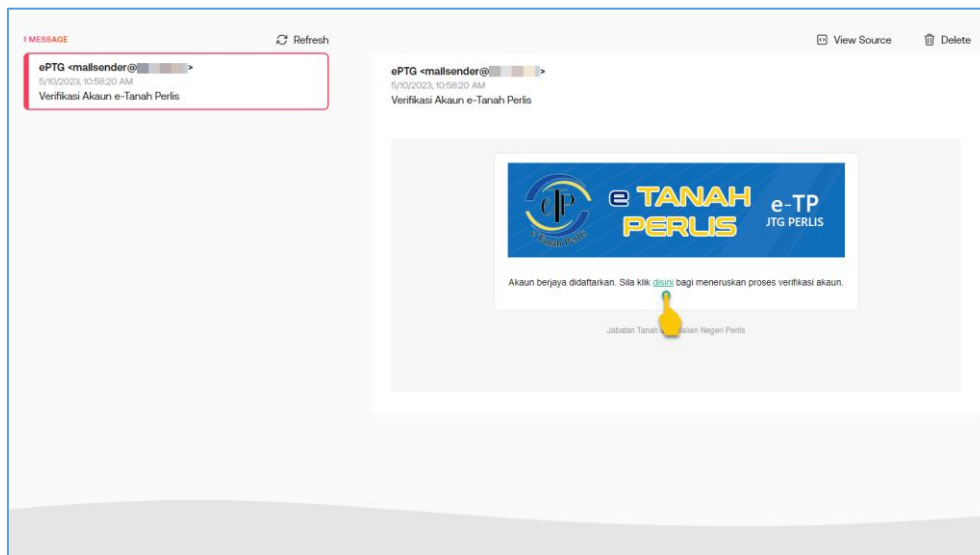 1 MESSAGE
Refresh
View Source
Delete
ePTG <mailsender@
>
5/10/2023, 10:58:20 AM
Verifikasi Akaun e-Tanah Perlis
ePTG <mailsender@
>
5/10/2023, 10:58:20 AM
Verifikasi Akaun e-Tanah Perlis
e TANAH
PERLIS
e-TP
JTG PERLIS
e-Tanah Perlis
Akaun berjaya didaftarkan. Sila klik disini bagi meneruskan proses verifikasi akaun.
Jabatan Tanah Negeri Perlis